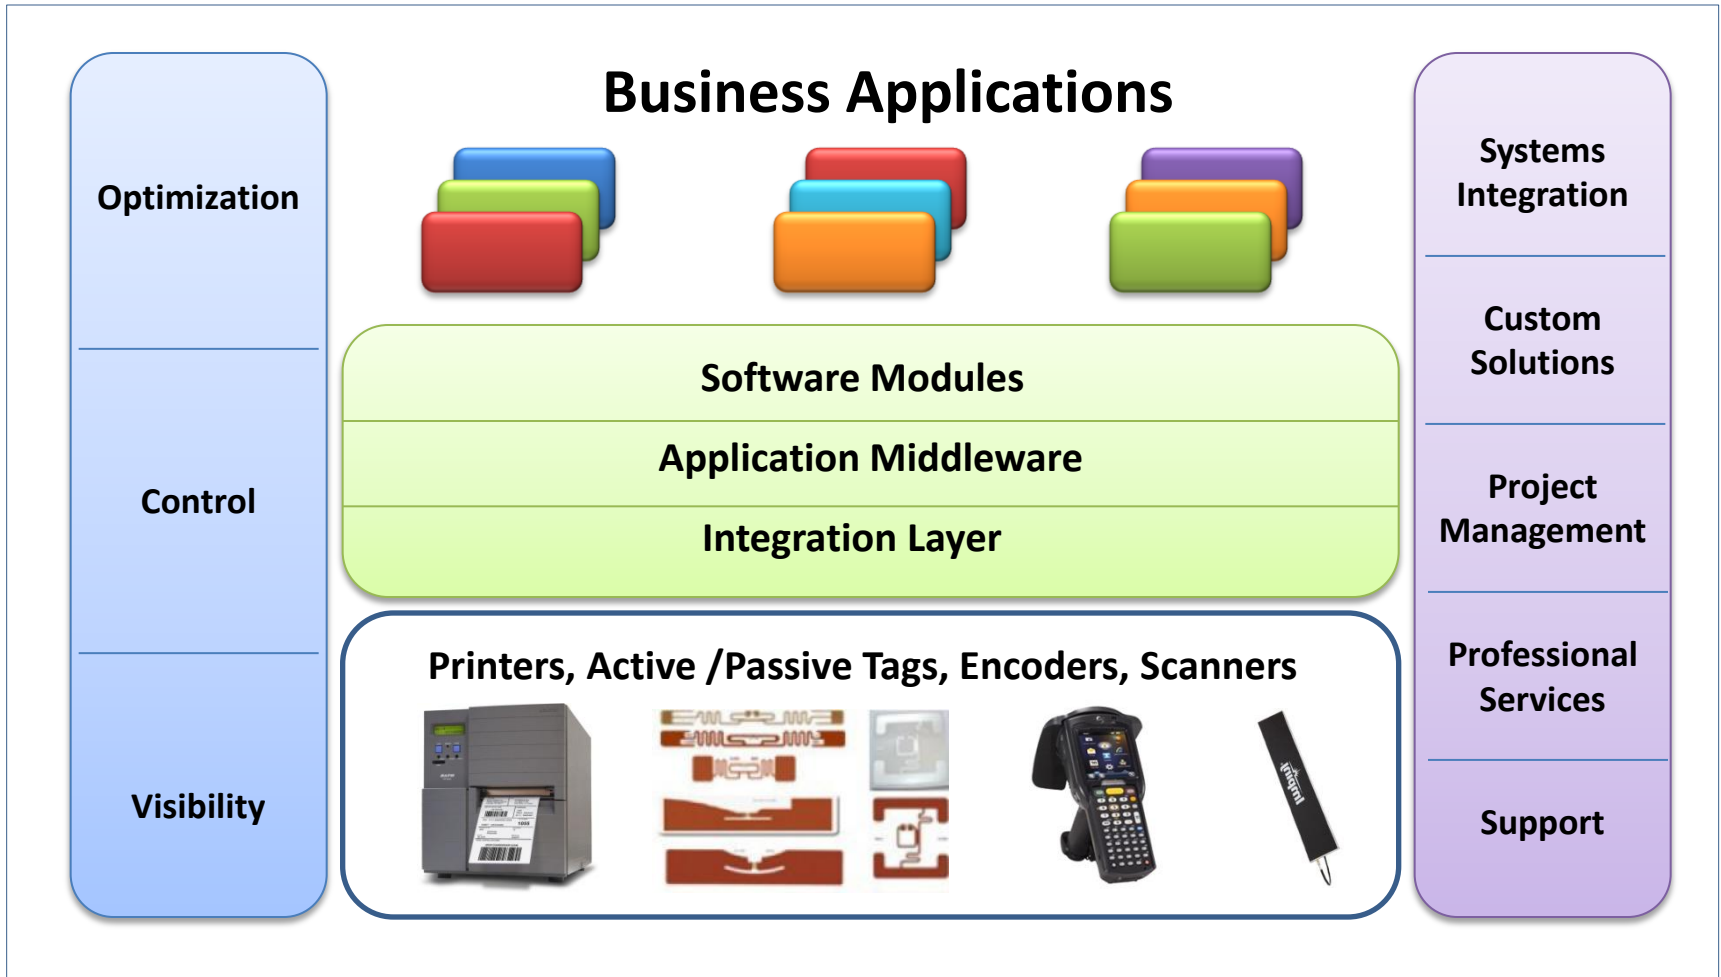 Business Applications
Optimization
Control
Visibility
Software Modules
Application Middleware
Integration Layer
Printers, Active /Passive Tags, Encoders, Scanners
Systems
Integration
Custom
Solutions
Project
Management
Professional
Services
Support